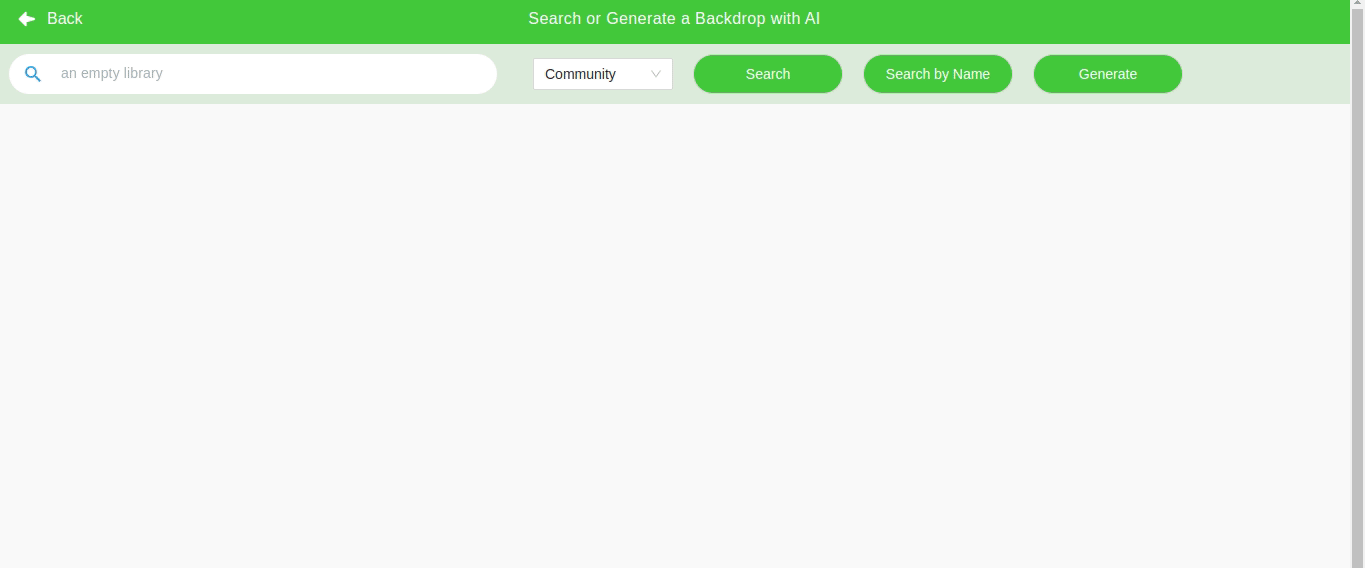 Back
Search or Generate a Backdrop with AI
an empty library
Community
Search
Search by Name
Generate